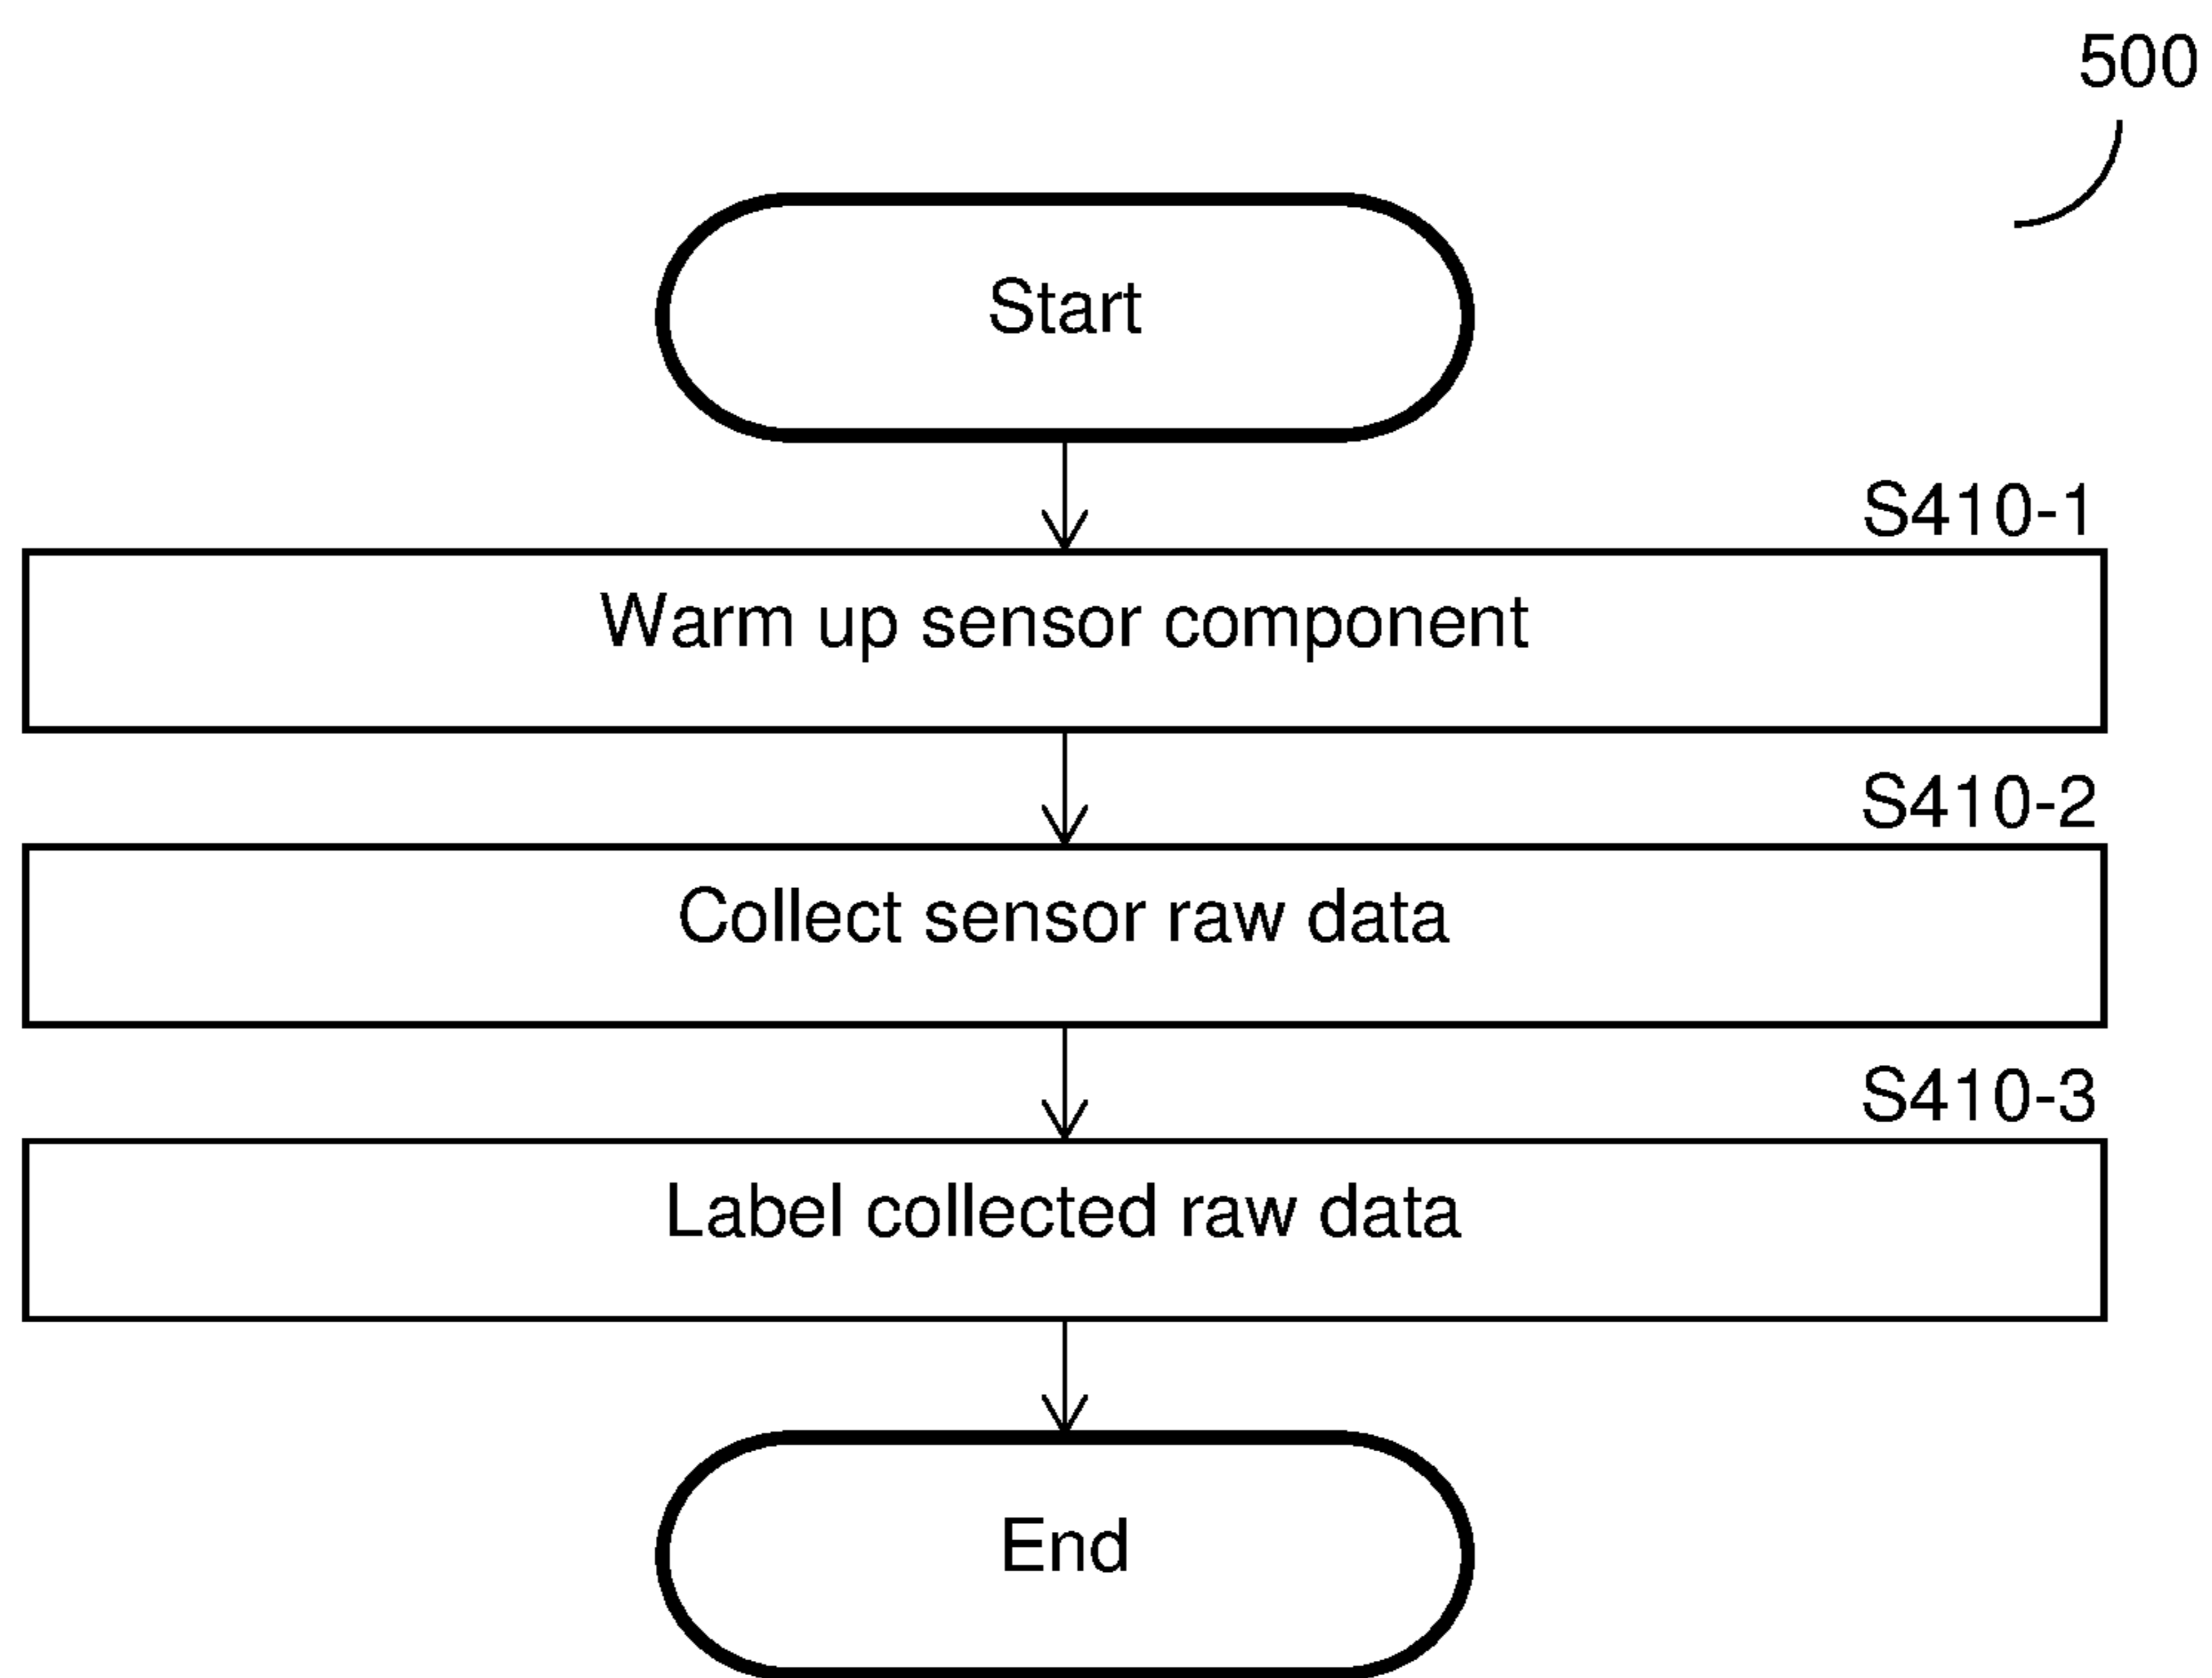 500
Start
S410-1
Warm up sensor component
S410-2
Collect sensor raw data
S410-3
Label collected raw data
End